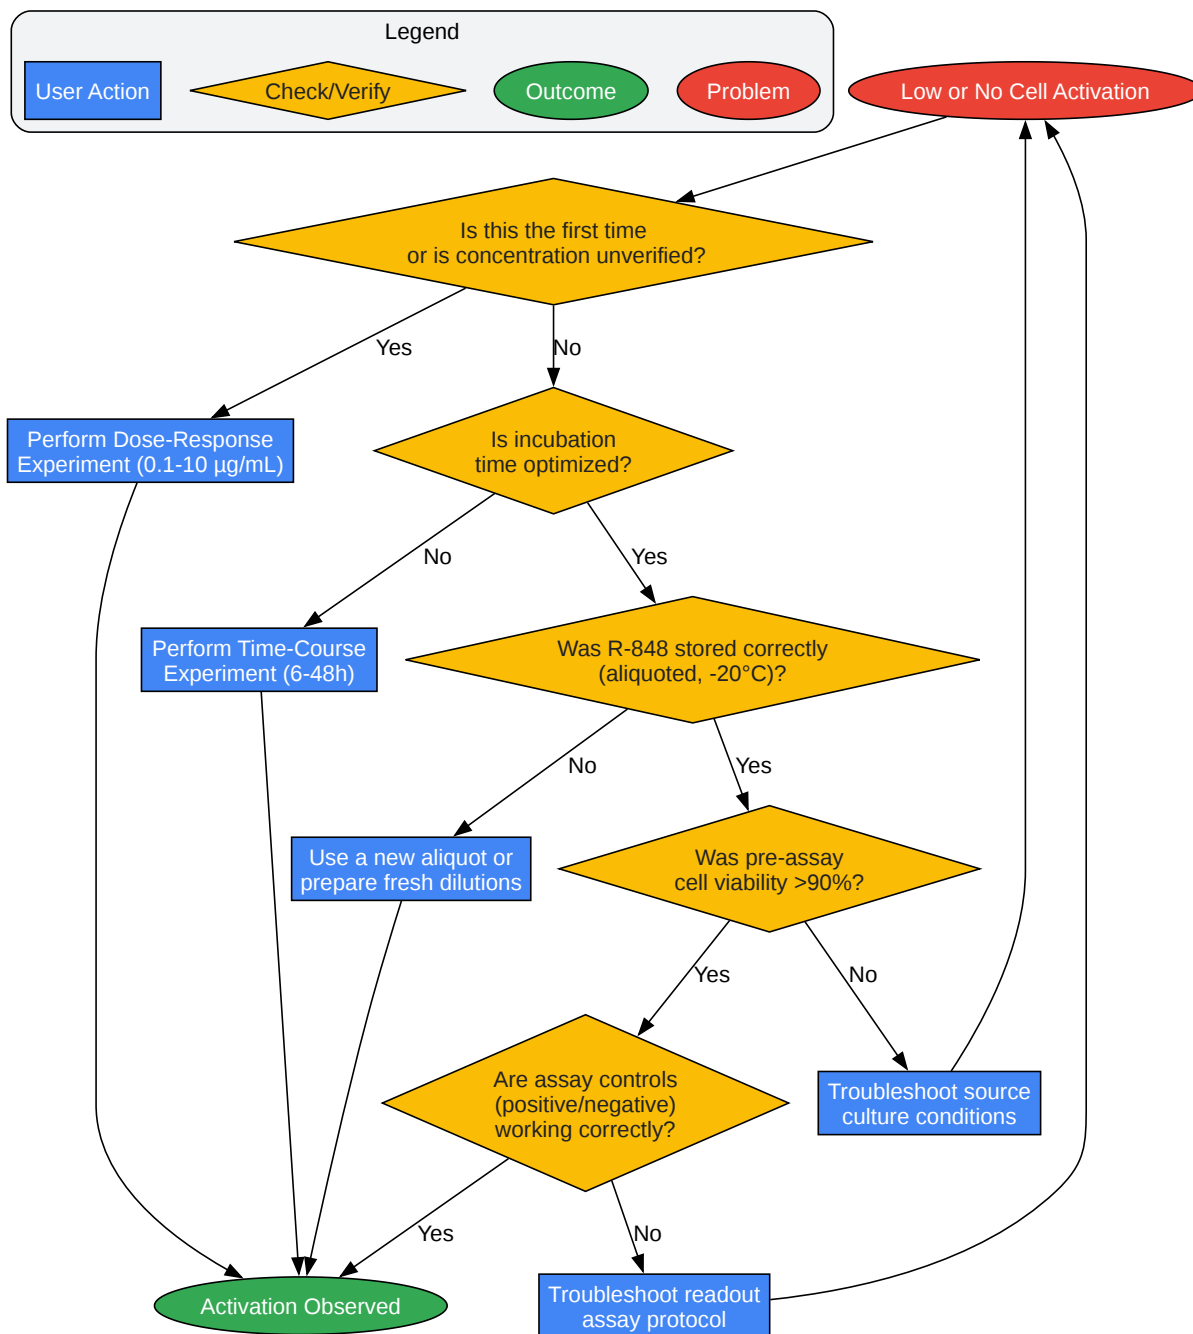 Legend
User Action
Check/Verify
Outcome
Problem
Low or No Cell Activation
Is this the first time
or is concentration unverified?
Yes
No
Perform Dose-Response
Experiment (0.1-10 µg/mL)
Is incubation
time optimized?
No
Yes
Perform Time-Course
Experiment (6-48h)
Was R-848 stored correctly
(aliquoted, -20°C)?
No
Yes
Use a new aliquot or
prepare fresh dilutions
Was pre-assay
cell viability >90%?
Yes
No
Are assay controls
(positive/negative)
working correctly?
Troubleshoot source
culture conditions
Yes
No
Activation Observed
Troubleshoot readout
assay protocol